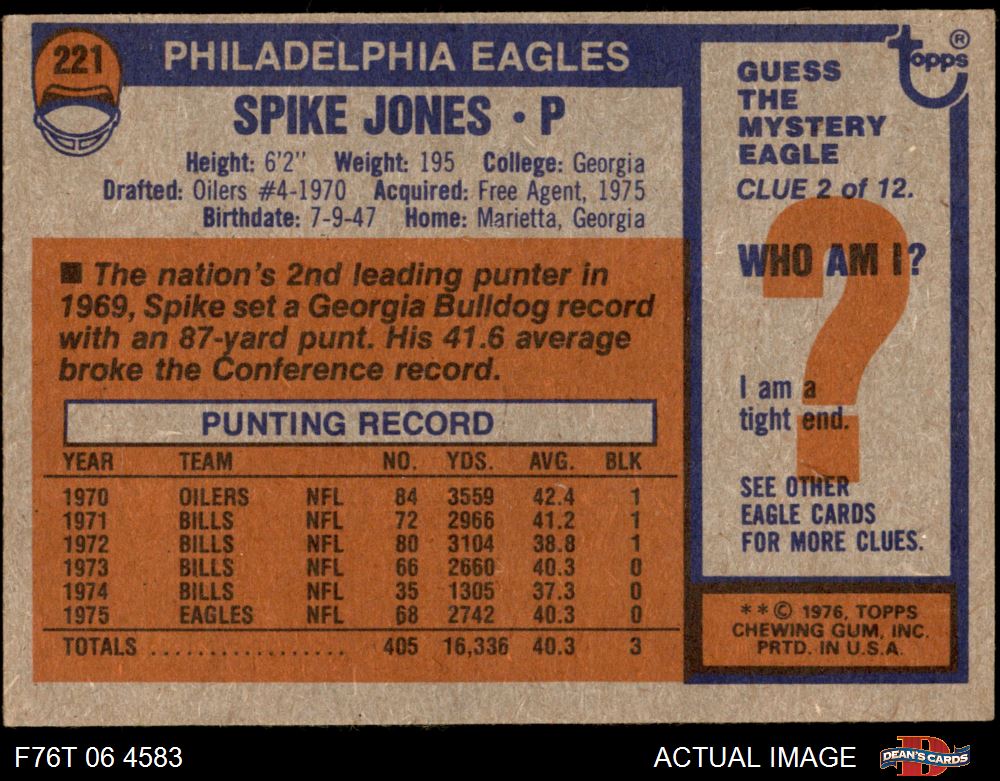 221
PHILADELPHIA EAGLES
SPIKE JONES • P
Height: 6'2" Weight: 195 College: Georgia
Drafted: Oilers #4-1970 Acquired: Free Agent, 1975
Birthdate: 7-9-47 Home: Marietta, Georgia
■ The nation's 2nd leading punter in
1969, Spike set a Georgia Bulldog record
with an 87-yard punt. His 41.6 average
broke the Conference record.
PUNTING RECORD
YEAR TEAM NO. YDS. AVG. BLK
1970 OILERS NFL 84 3559 42.4 1
1971 BILLS NFL 72 2966 41.2 1
1972 BILLS NFL 80 3104 38.8 1
1973 BILLS NFL 66 2660 40.3 0
1974 BILLS NFL 35 1305 37.3 0
1975 EAGLES NFL 68 2742 40.3 0
TOTALS ................. 405 16,336 40.3 3
topps ®
GUESS
THE
MYSTERY
EAGLE
CLUE 2 of 12.
?
WHO AM I?
I am a
tight end.
SEE OTHER
EAGLE CARDS
FOR MORE CLUES.
**© 1976, TOPPS
CHEWING GUM, INC.
PRTD. IN U.S.A.
F76T 06 4583
ACTUAL IMAGE
D
DEAN'S CARDS